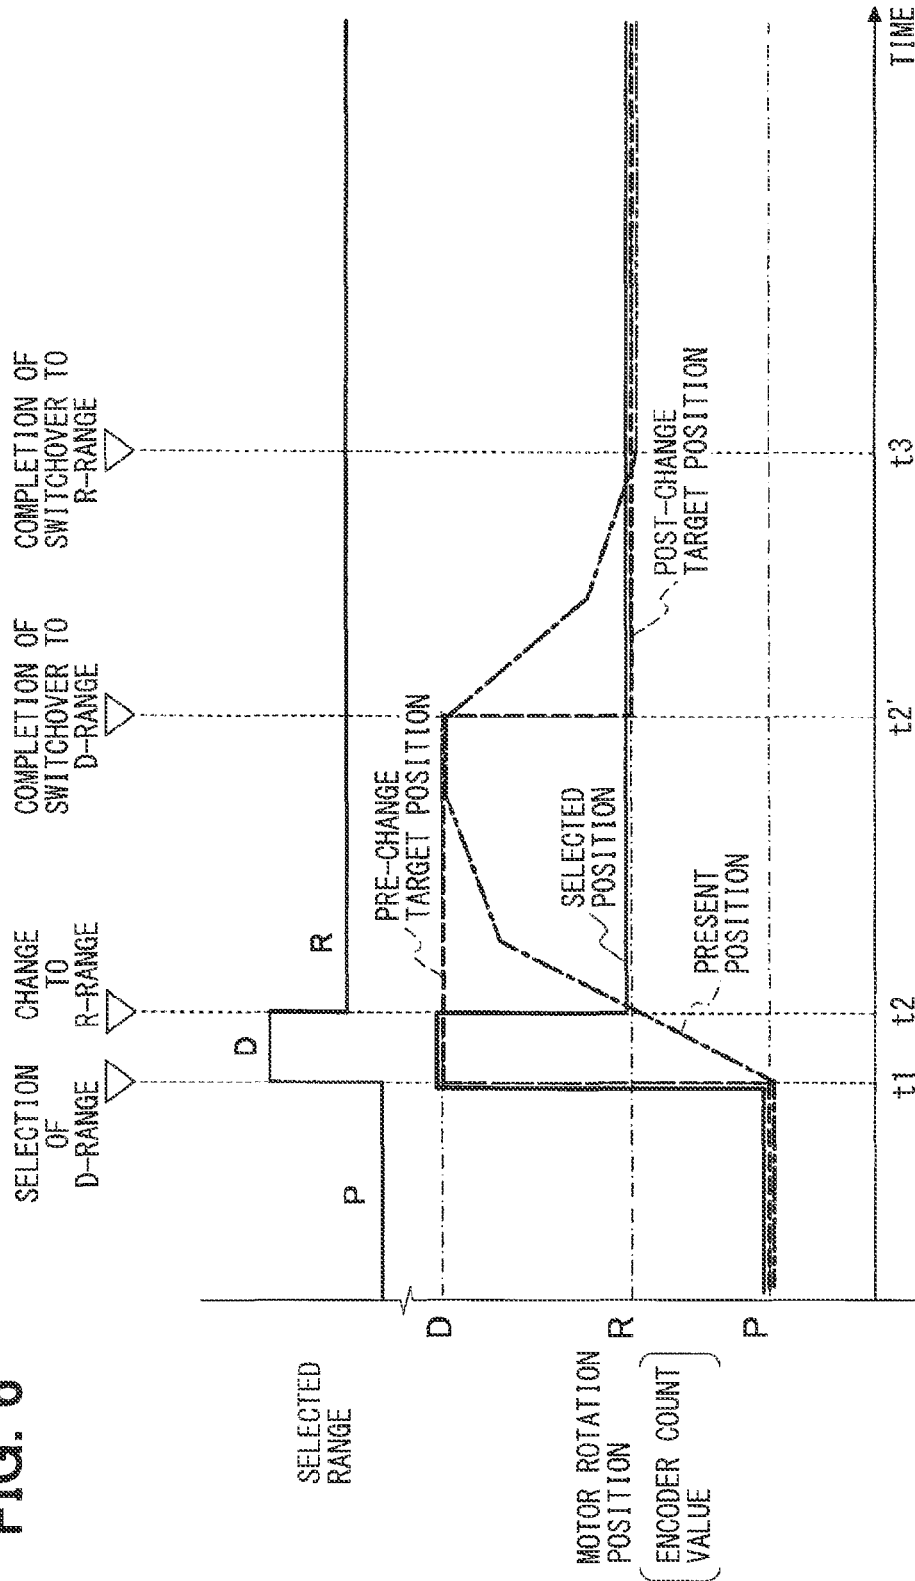 FIG. 6
SELECTION
OF
D-RANGE
CHANGE
TO
R-RANGE
COMPLETION OF
SWITCHOVER TO
D-RANGE
COMPLETION OF
SWITCHOVER TO
R-RANGE
SELECTED
RANGE
P
D
R
PRE-CHANGE
TARGET POSITION
SELECTED
POSITION
PRESENT
POSITION
POST-CHANGE
TARGET POSITION
MOTOR ROTATION
POSITION
ENCODER COUNT
VALUE
D
R
P
t1
t2
t2'
t3
TIME